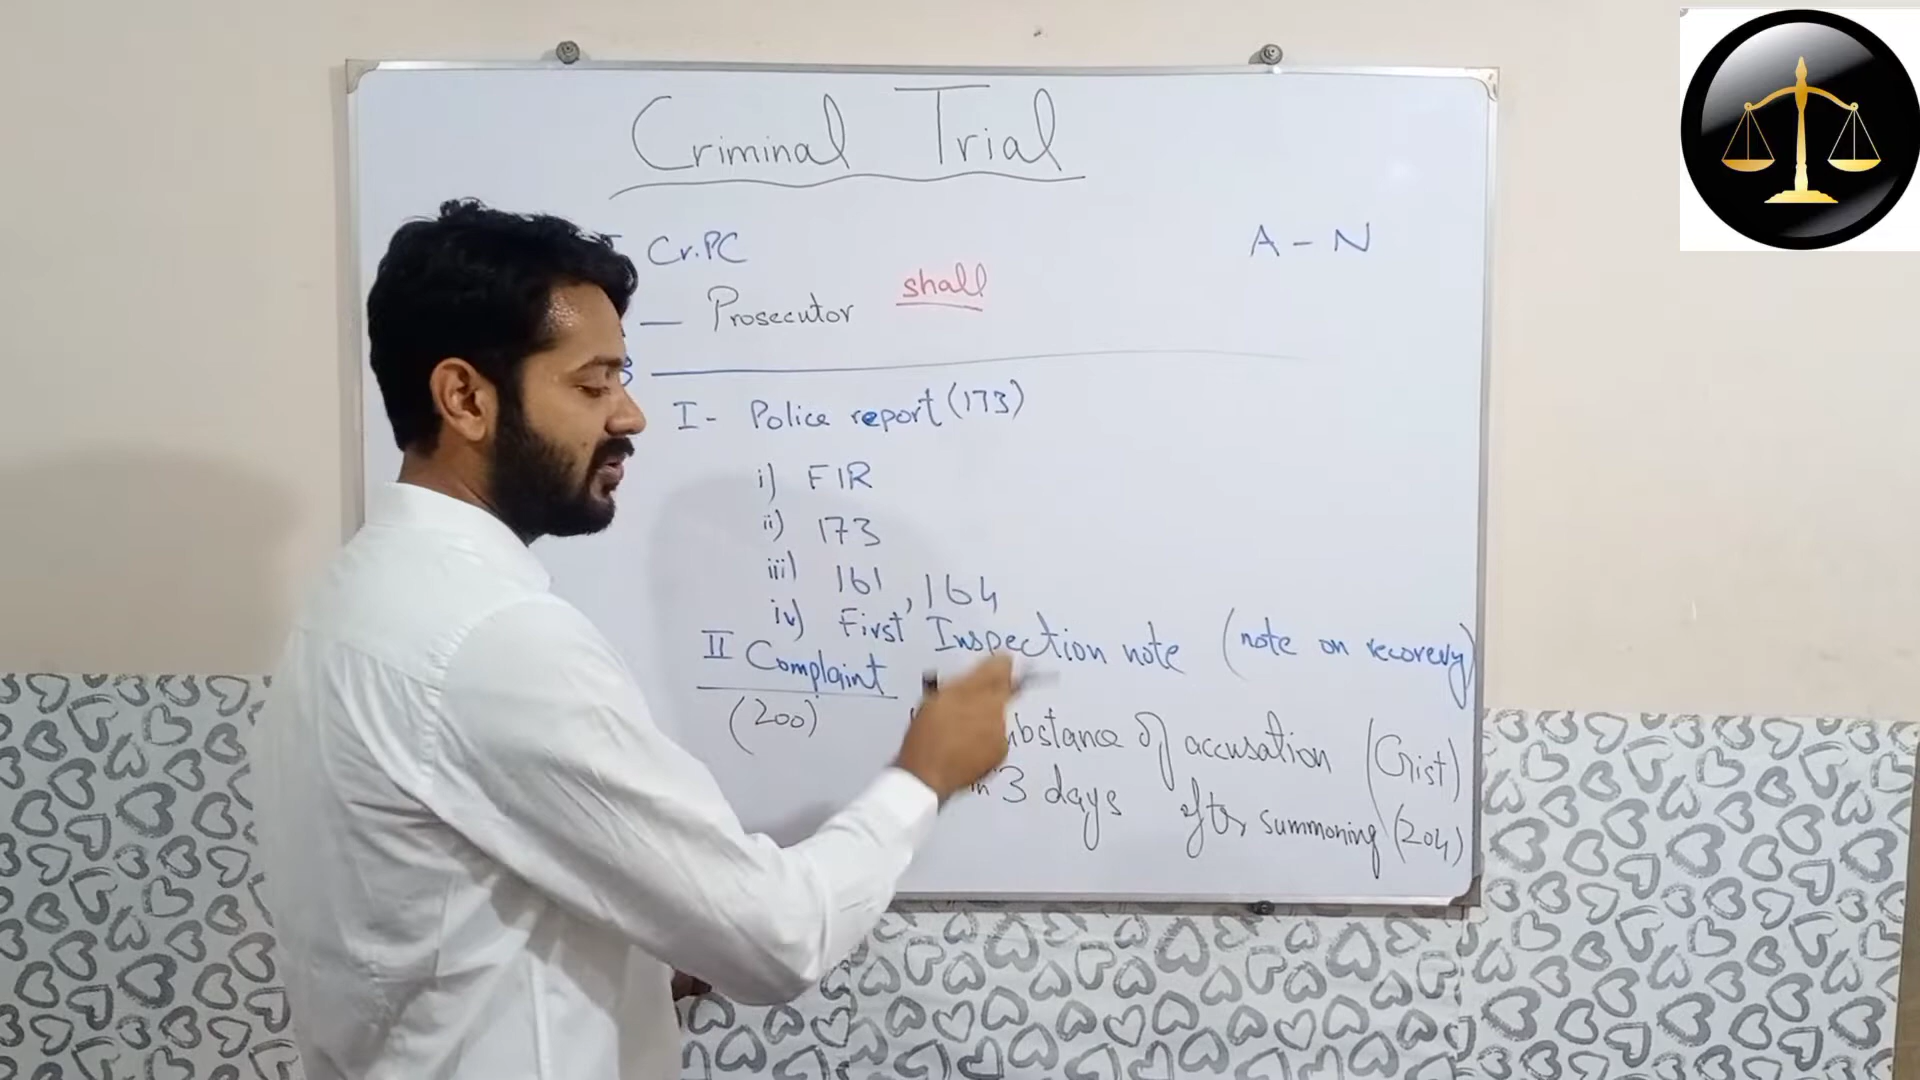 Criminal Trial
Cr.PC A - N
— Prosecutor shall
I - Police report (173)
i) FIR
ii) 173
iii) 161, 164
iv) First Inspection note (note on recovery)
II Complaint
(200)
of accusation (Gist)
3 days after summoning (204)